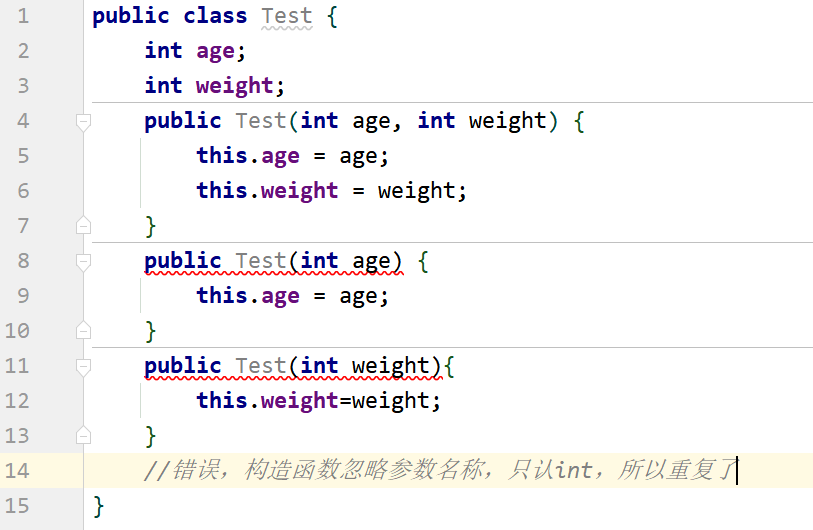 1 public class Test {
2     int age;
3     int weight;
4     public Test(int age, int weight) {
5         this.age = age;
6         this.weight = weight;
7     }
8     public Test(int age) {
9         this.age = age;
10     }
11     public Test(int weight){
12         this.weight=weight;
13     }
14     //错误，构造函数忽略参数名称，只认int，所以重复了
15 }